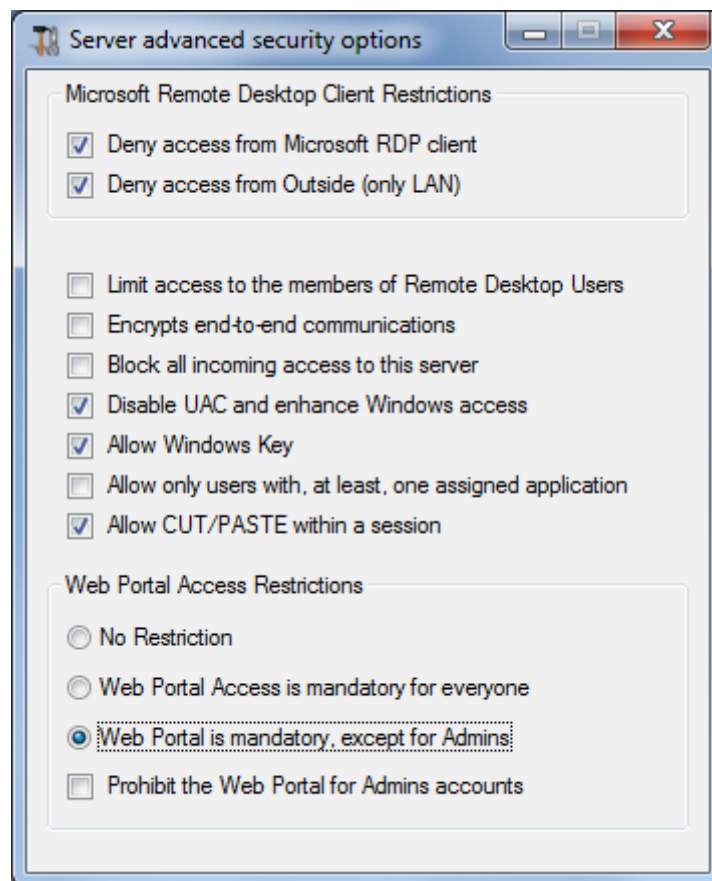 Server advanced security options
Microsoft Remote Desktop Client Restrictions
Deny access from Microsoft RDP client
Deny access from Outside (only LAN)
Limit access to the members of Remote Desktop Users
Encrypts end-to-end communications
Block all incoming access to this server
Disable UAC and enhance Windows access
Allow Windows Key
Allow only users with, at least, one assigned application
Allow CUT/PASTE within a session
Web Portal Access Restrictions
No Restriction
Web Portal Access is mandatory for everyone
Web Portal is mandatory, except for Admins
Prohibit the Web Portal for Admins accounts